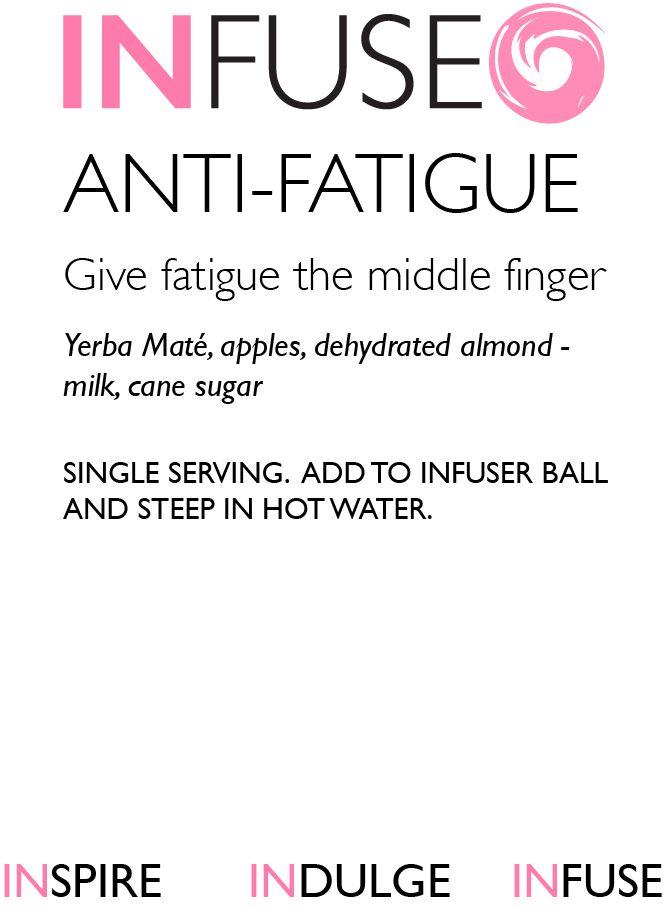 INFUSE
ANTI-FATIGUE
Give fatigue the middle finger
Yerba Maté, apples, dehydrated almond -
milk, cane sugar
SINGLE SERVING.  ADD TO INFUSER BALL
AND STEEP IN HOT WATER.
INSPIRE INDULGE INFUSE